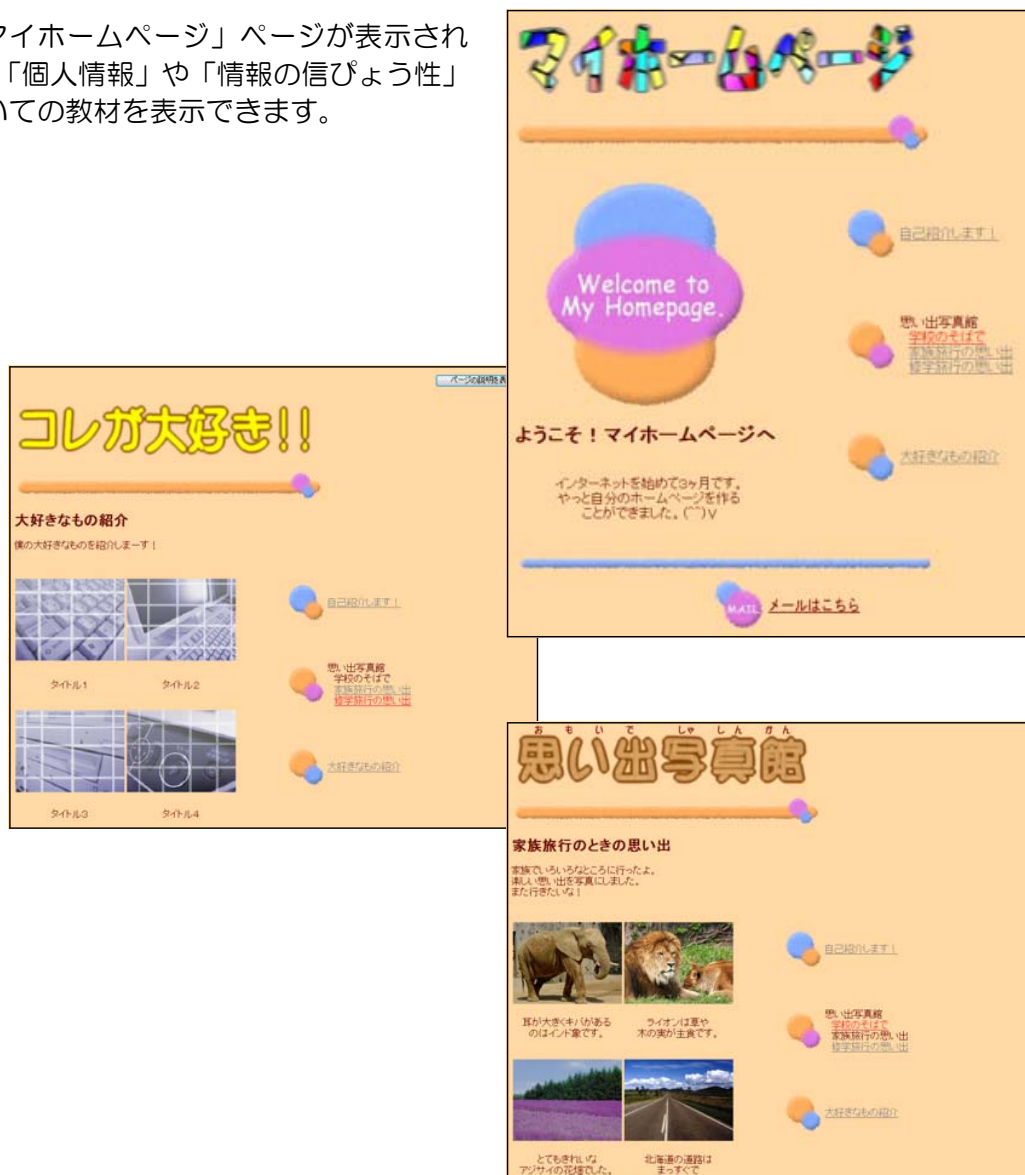 マイホームページ」ページが表示され
「個人情報」や「情報の信ぴょう性」
いての教材を表示できます。
マイホームページ
Welcome to
My Homepage.
自己紹介します!
思い出写真館
学校のそばで
家族旅行の思い出
修学旅行の思い出
大好きなもの紹介
ようこそ!マイホームページへ
インターネットを始めて3ヶ月です。
やっと自分のホームページを作る
ことができました。(^^)v
MAIL
メールはこちら
ページの説明を表
コレガ大好き!!
大好きなもの紹介
僕の大好きなものを紹介しまーす!
自己紹介します!
思い出写真館
学校のそばで
家族旅行の思い出
修学旅行の思い出
大好きなもの紹介
タイトル1
タイトル2
タイトル3
タイトル4
おもいで しゃしんかん
思い出写真館
家族旅行のときの思い出
家族でいろいろなところに行ったよ。
楽しい思い出を写真にしました。
また行きたいな!
自己紹介します!
思い出写真館
学校のそばで
家族旅行の思い出
修学旅行の思い出
大好きなもの紹介
耳が大きくキバがある
のはインド象です。
ライオンは草や
木の実が主食です。
とてもきれいな
アジサイの花畑でした。
北海道の道路は
まっすぐで